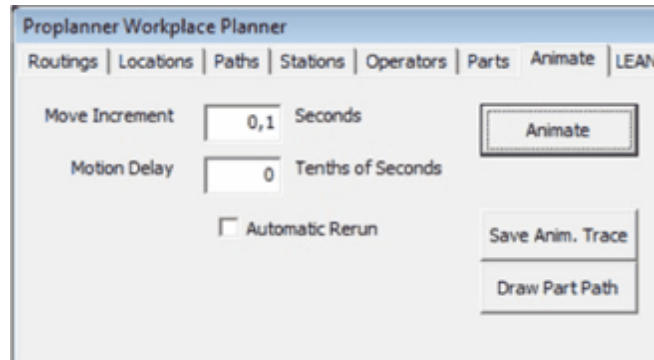 Proplanner Workplace Planner
Routings Locations Paths Stations Operators Parts Animate LEAN
Move Increment 0,1 Seconds Animate
Motion Delay 0 Tenths of Seconds
Automatic Rerun
Save Anim. Trace
Draw Part Path